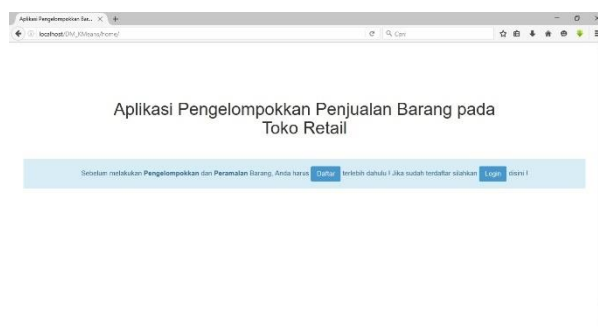 Aplikasi Pengelompokkan Bar...
localhost/DM_KMeans/home/
Cari
Aplikasi Pengelompokkan Penjualan Barang pada
Toko Retail
Sebelum melakukan Pengelompokkan dan Peramalan Barang, Anda harus Daftar terlebih dahulu ! Jika sudah terdaftar silahkan Login disini !